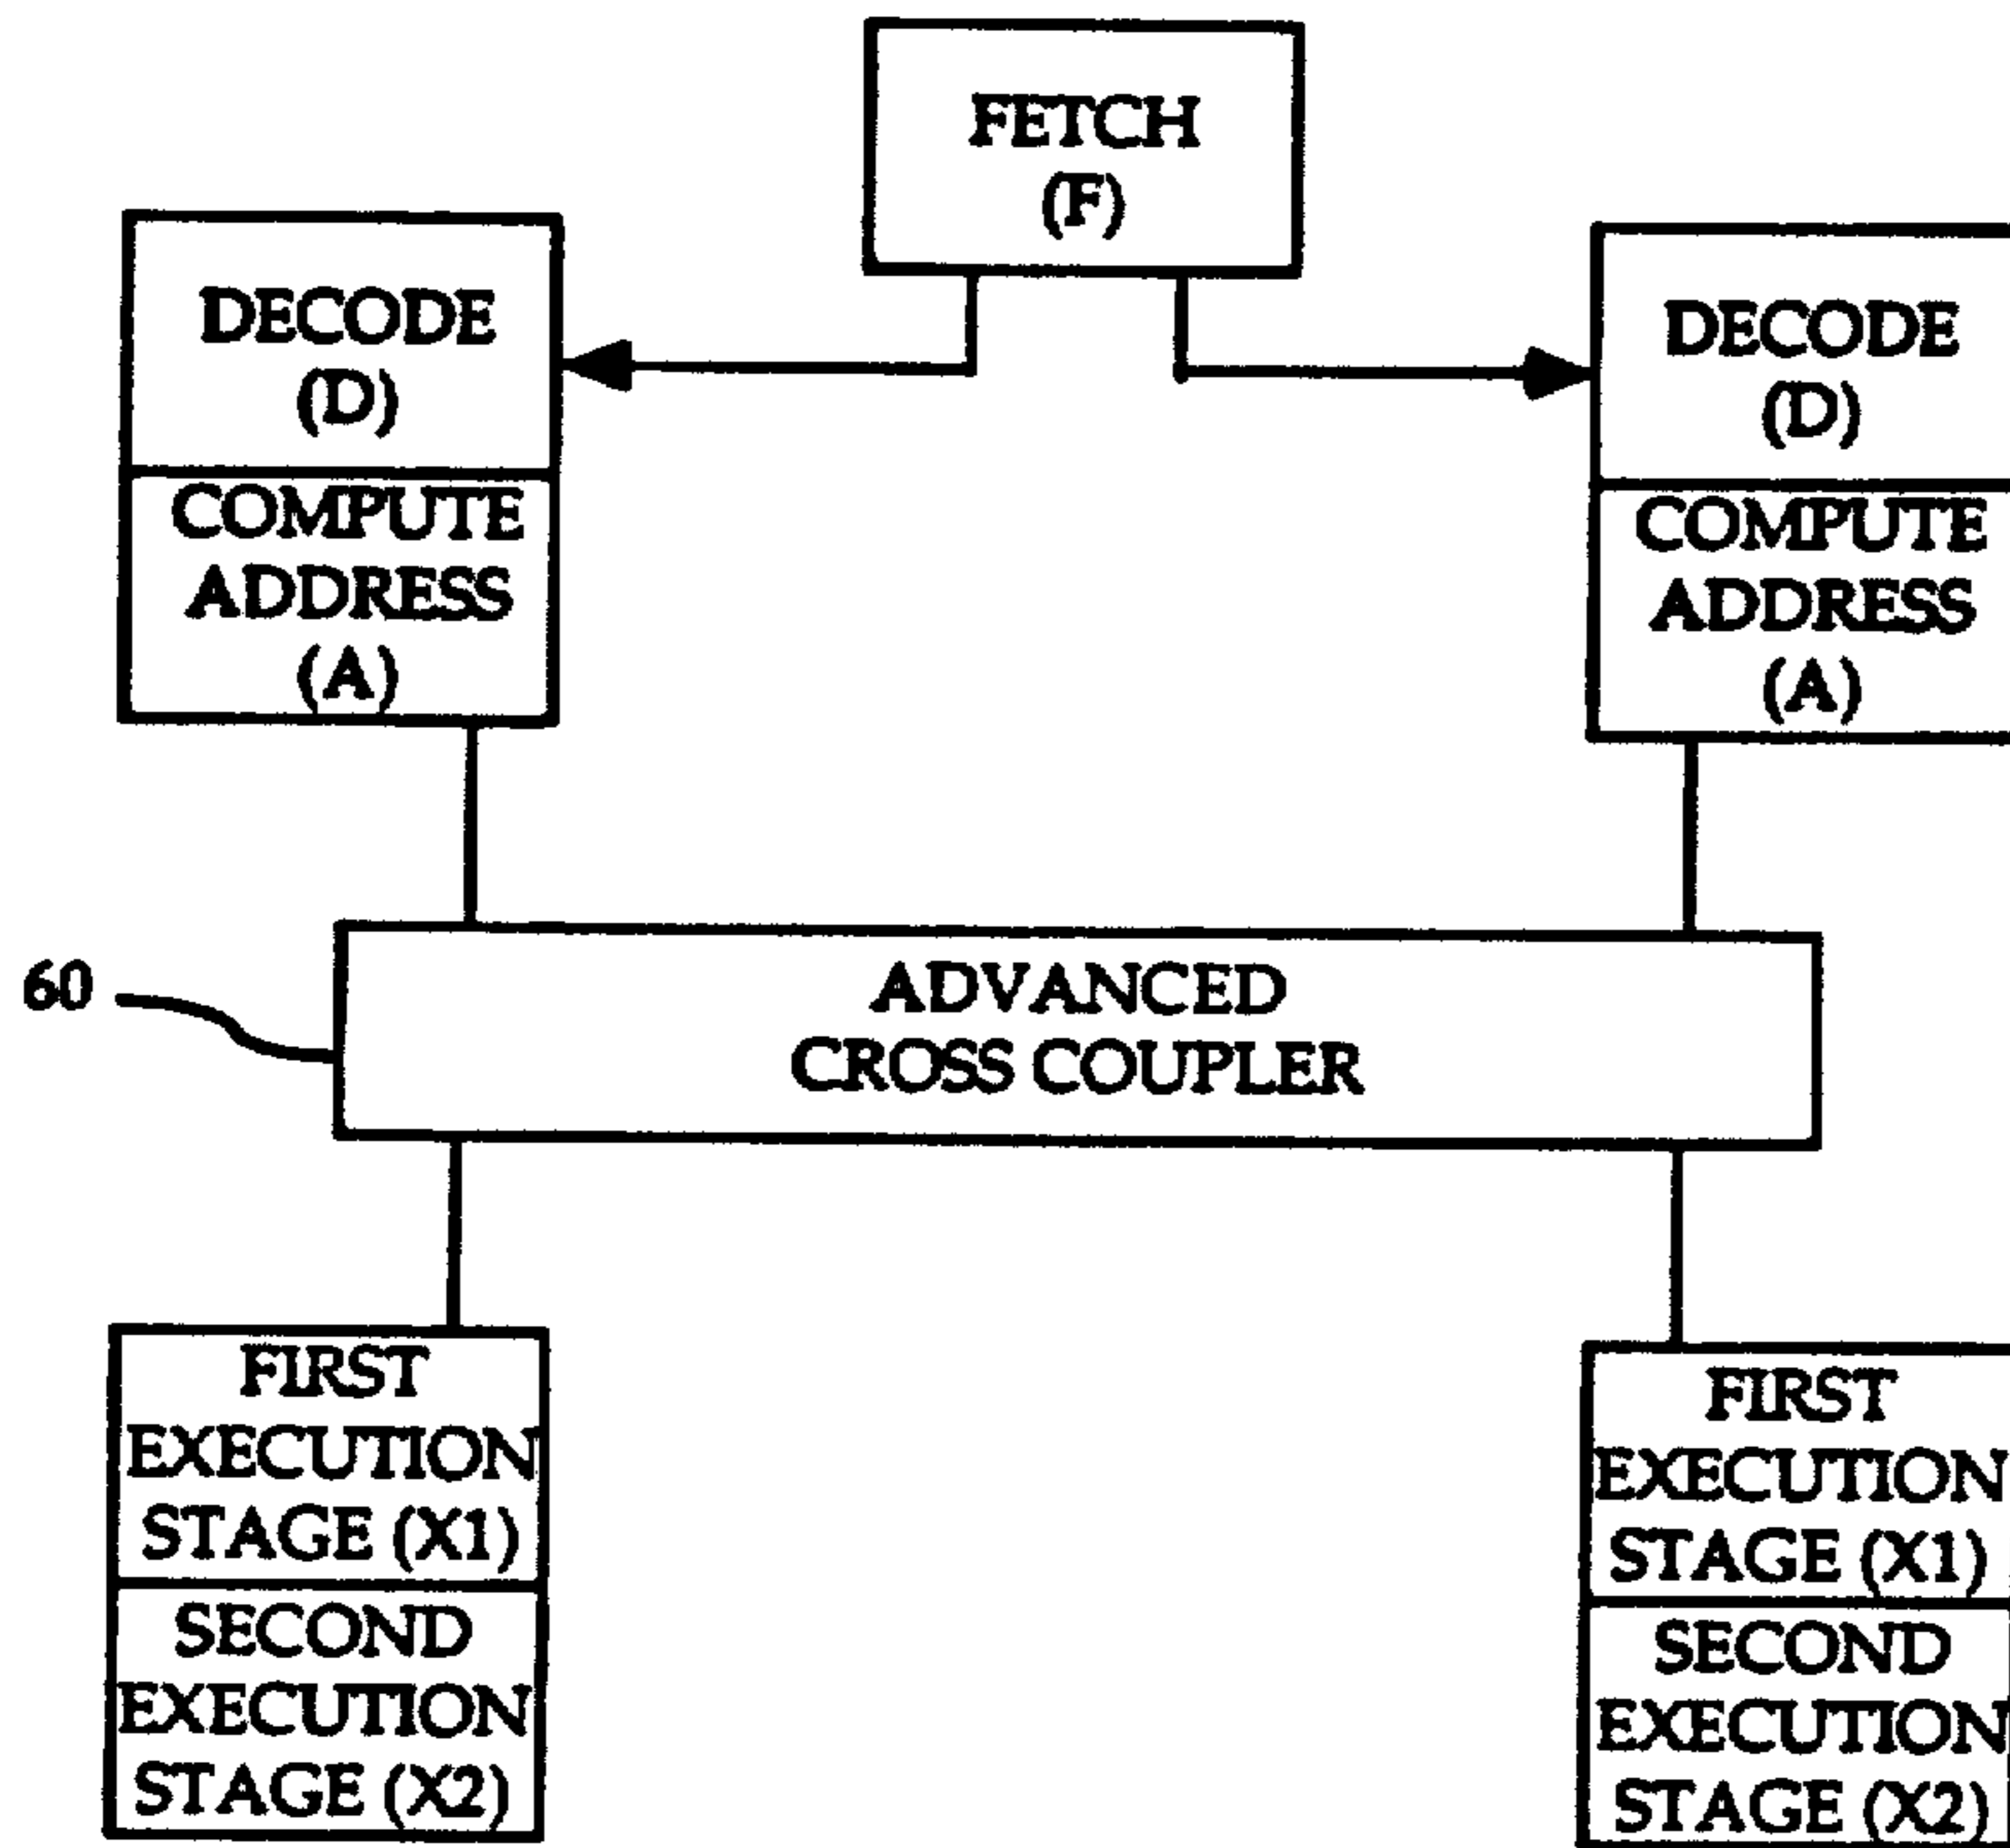 FETCH
(F)
DECODE
(D)
COMPUTE
ADDRESS
(A)
DECODE
(D)
COMPUTE
ADDRESS
(A)
60
ADVANCED
CROSS COUPLER
FIRST
EXECUTION
STAGE (X1)
SECOND
EXECUTION
STAGE (X2)
FIRST
EXECUTION
STAGE (X1)
SECOND
EXECUTION
STAGE (X2)